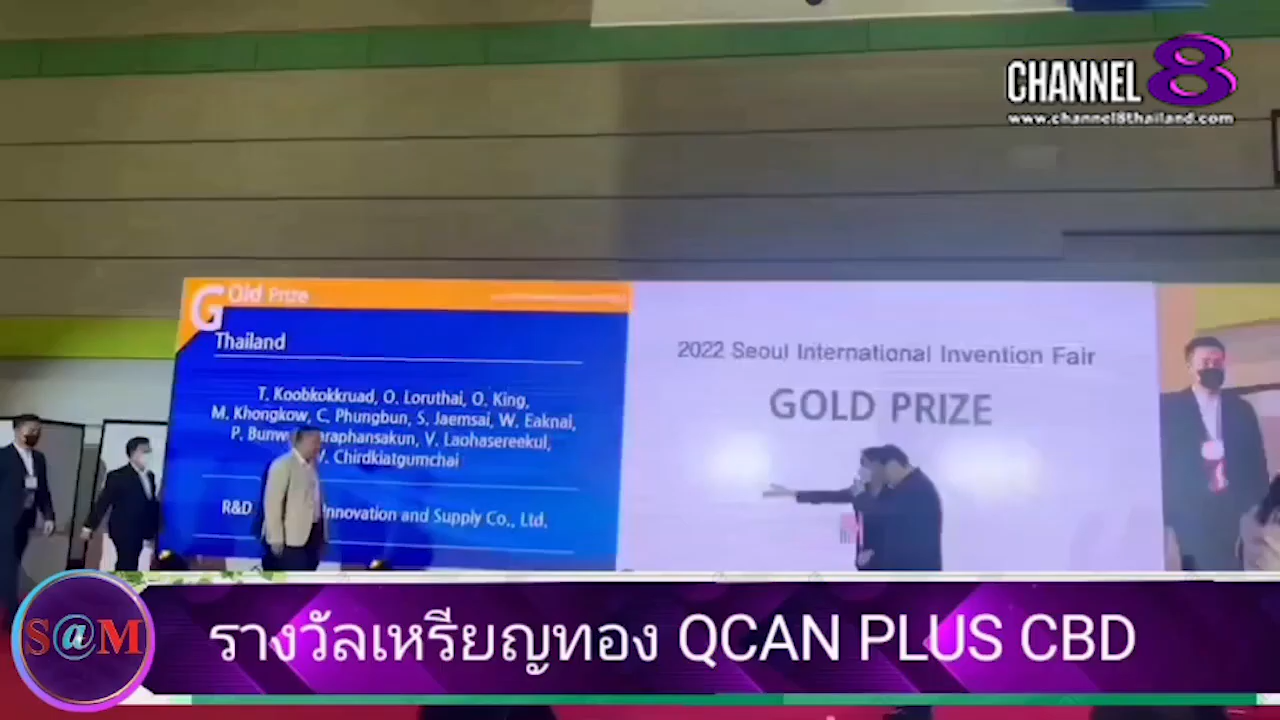 CHANNEL 8
www.channel8thailand.com
Gold Prize
Thailand
T. Koobkokkruad, O. Loruthai, O. King,
M. Khongkow, C. Phungbun, S. Jaemsai, W. Eaknai,
P. Bunw araphansakun, V. Laohasereekul,
V. Chirdkiatgumchai
R&D Innovation and Supply Co., Ltd.
2022 Seoul International Invention Fair
GOLD PRIZE
S@M
รางวัลเหรียญทอง QCAN PLUS CBD